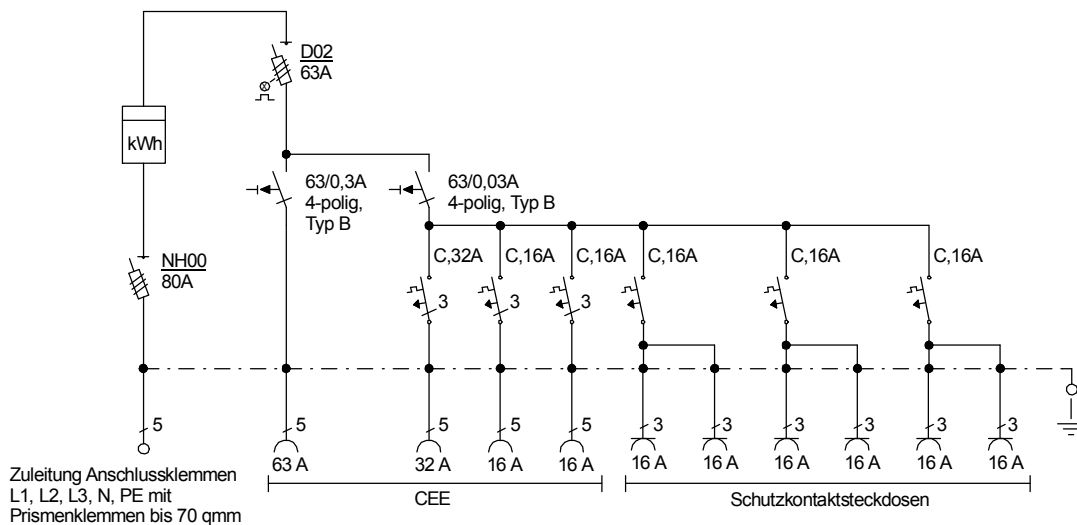 D02
63A
kWh
63/0,3A
4-polig,
Typ B
63/0,03A
4-polig, Typ B
NH00
80A
C,32A
C,16A
C,16A
C,16A
C,16A
C,16A
3
3
3
5
5
5
5
5
3
3
3
3
3
3
63 A
32 A
16 A
16 A
16 A
16 A
16 A
16 A
16 A
16 A
Zuleitung Anschlussklemmen
L1, L2, L3, N, PE mit
Prismenklemmen bis 70 qmm
CEE
Schutzkontaktsteckdosen